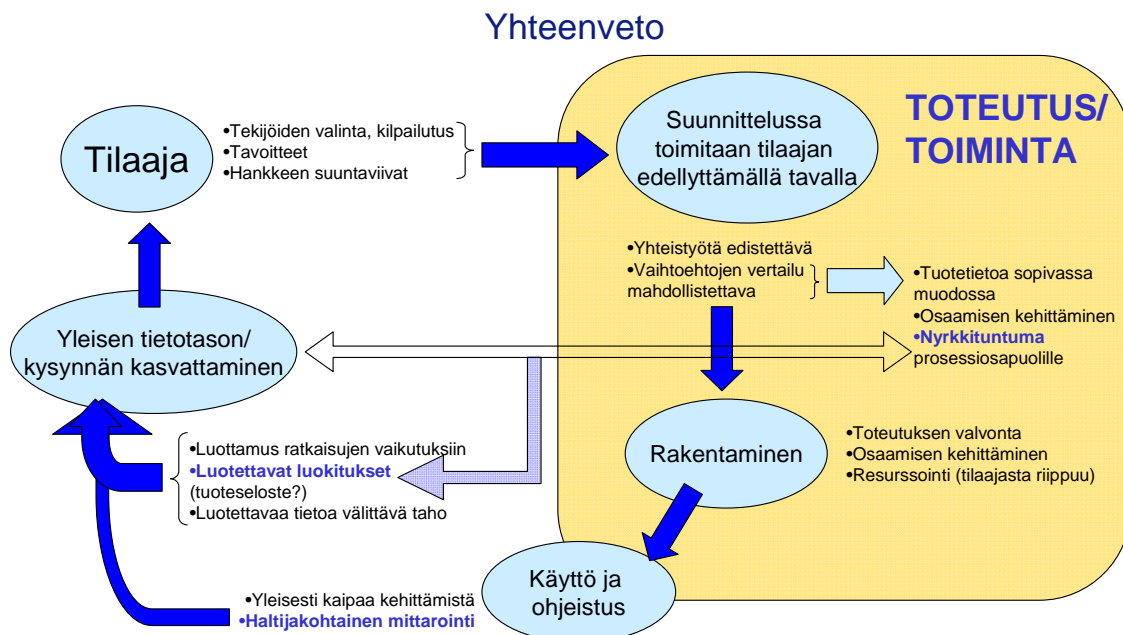 Yhteenveto
TOTEUTUS/
TOIMINTA
Tilaaja
•Tekijöiden valinta, kilpailutus
•Tavoitteet
•Hankkeen suuntaviivat
Suunnittelussa
toimitaan tilaajan
edellyttämällä tavalla
•Yhteistyötä edistettävä
•Vaihtoehtojen vertailu
mahdollistettava
•Tuotetietoa sopivassa
muodossa
•Osaamisen kehittäminen
•Nyrkkituntuma
prosessiosapuolille
Yleisen tietotason/
kysynnän kasvattaminen
•Luottamus ratkaisujen vaikutuksiin
•Luotettavat luokitukset
(tuoteseloste?)
•Luotettavaa tietoa välittävä taho
Rakentaminen
•Toteutuksen valvonta
•Osaamisen kehittäminen
•Resurssointi (tilaajasta riippuu)
Käyttö ja
ohjeistus
•Yleisesti kaipaa kehittämistä
•Haltijakohtainen mittarointi